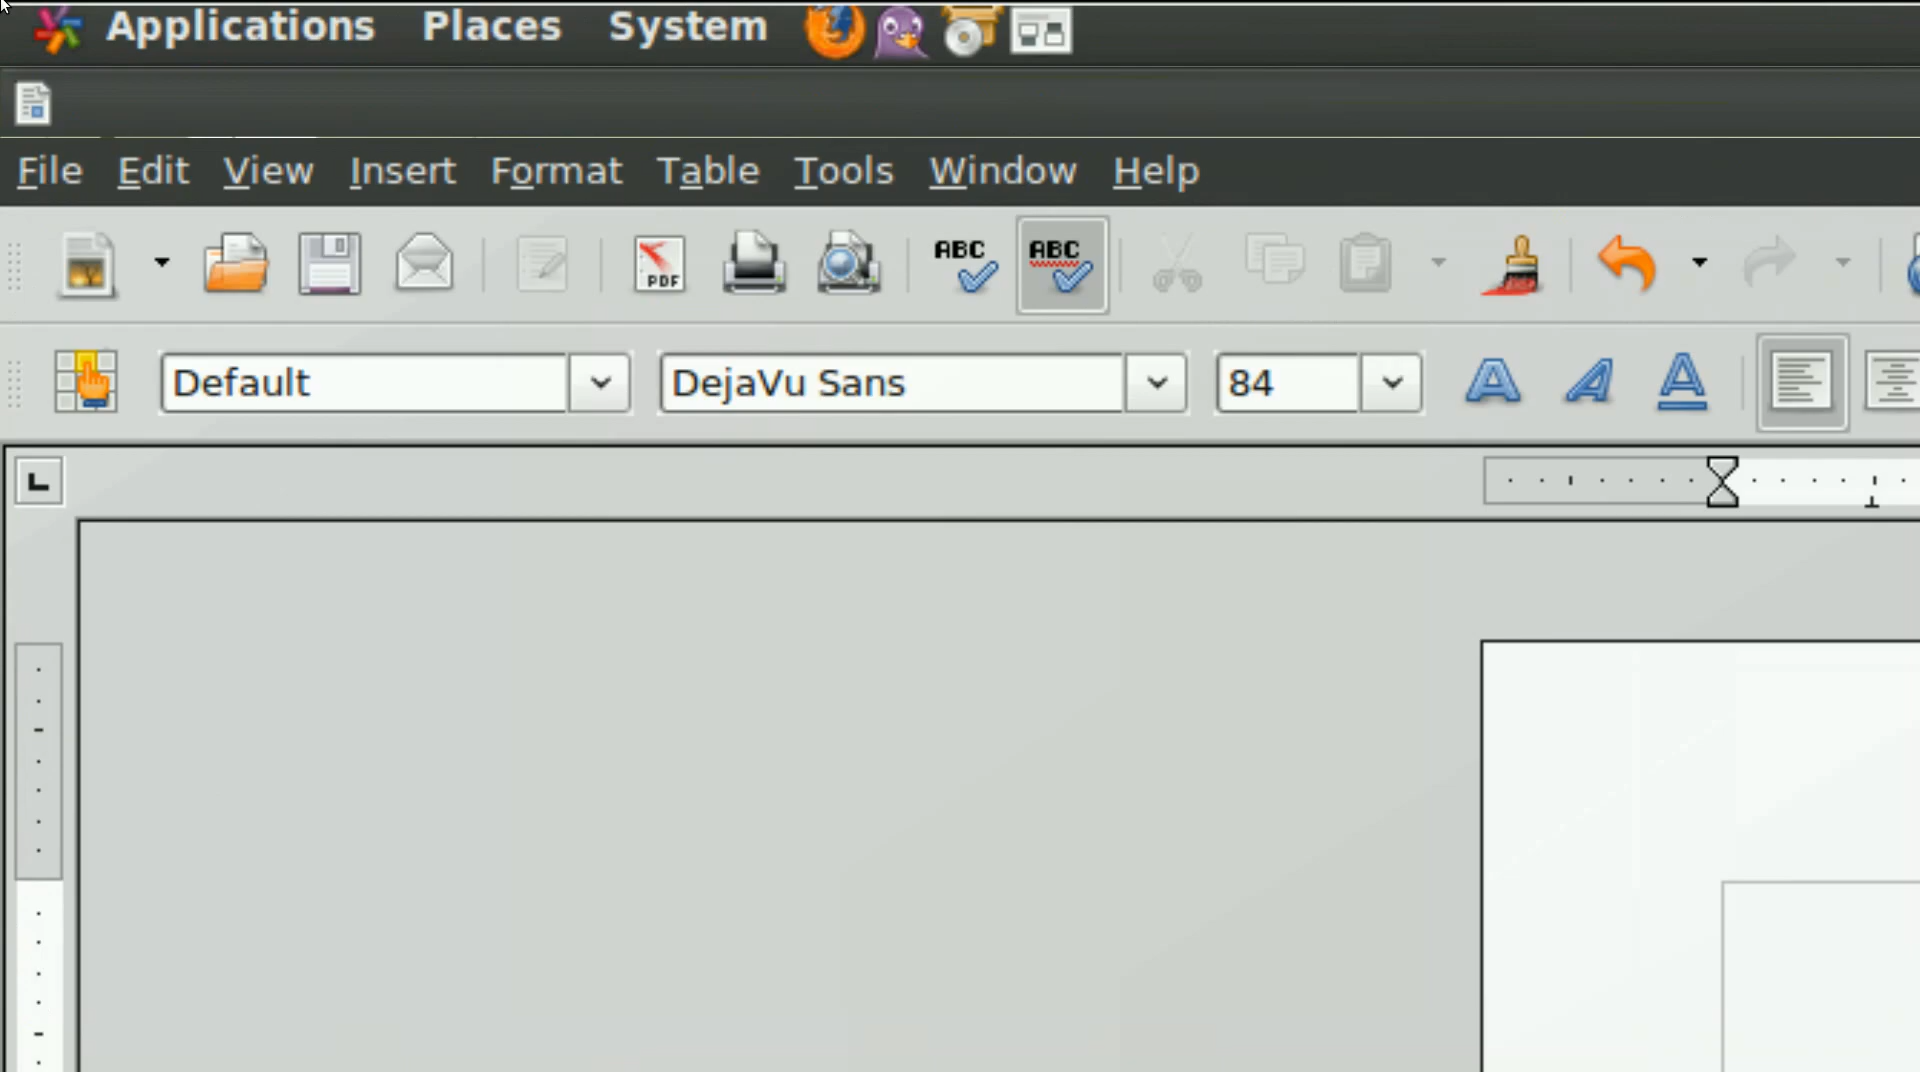 Applications Places System
File Edit View Insert Format Table Tools Window Help
PDF ABC ABC
Default DejaVu Sans 84 A A A